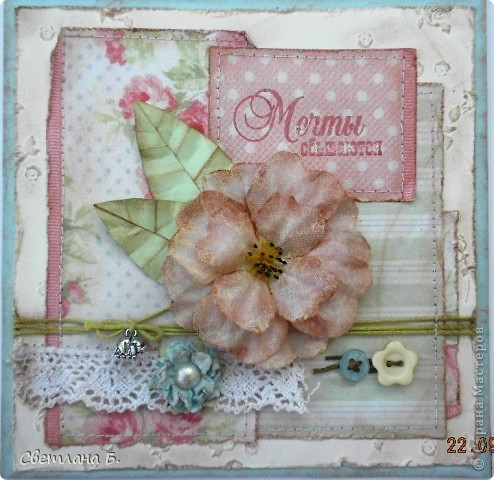 Мечты
сбываются
22.09
Светлана Б.
© Страна Мастеров